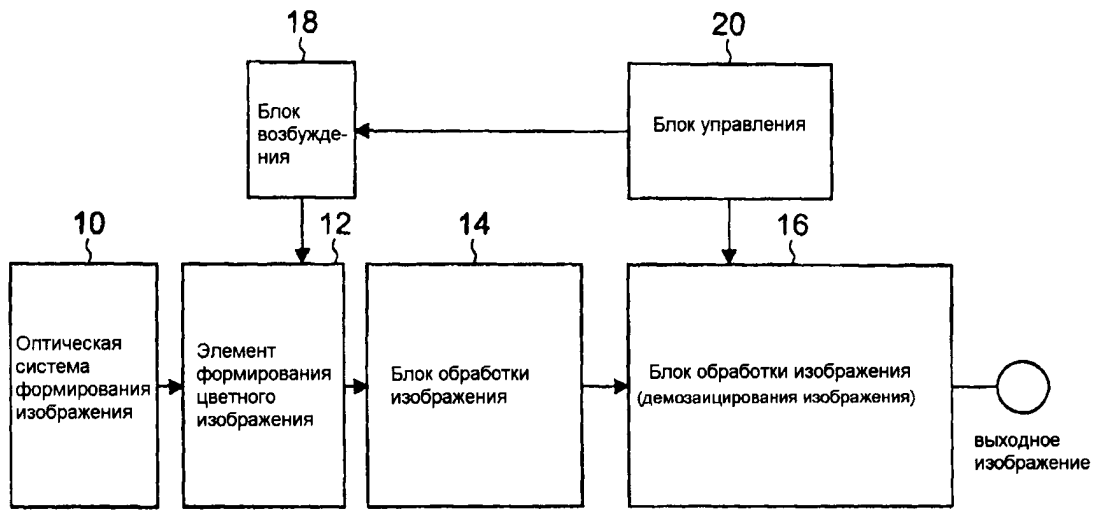 18
20
Блок
возбужде-
ния
Блок управления
10
12
14
16
Оптическая
система
формирования
изображения
Элемент
формирования
цветного
изображения
Блок обработки
изображения
Блок обработки изображения
(демозаицирования изображения)
выходное
изображение